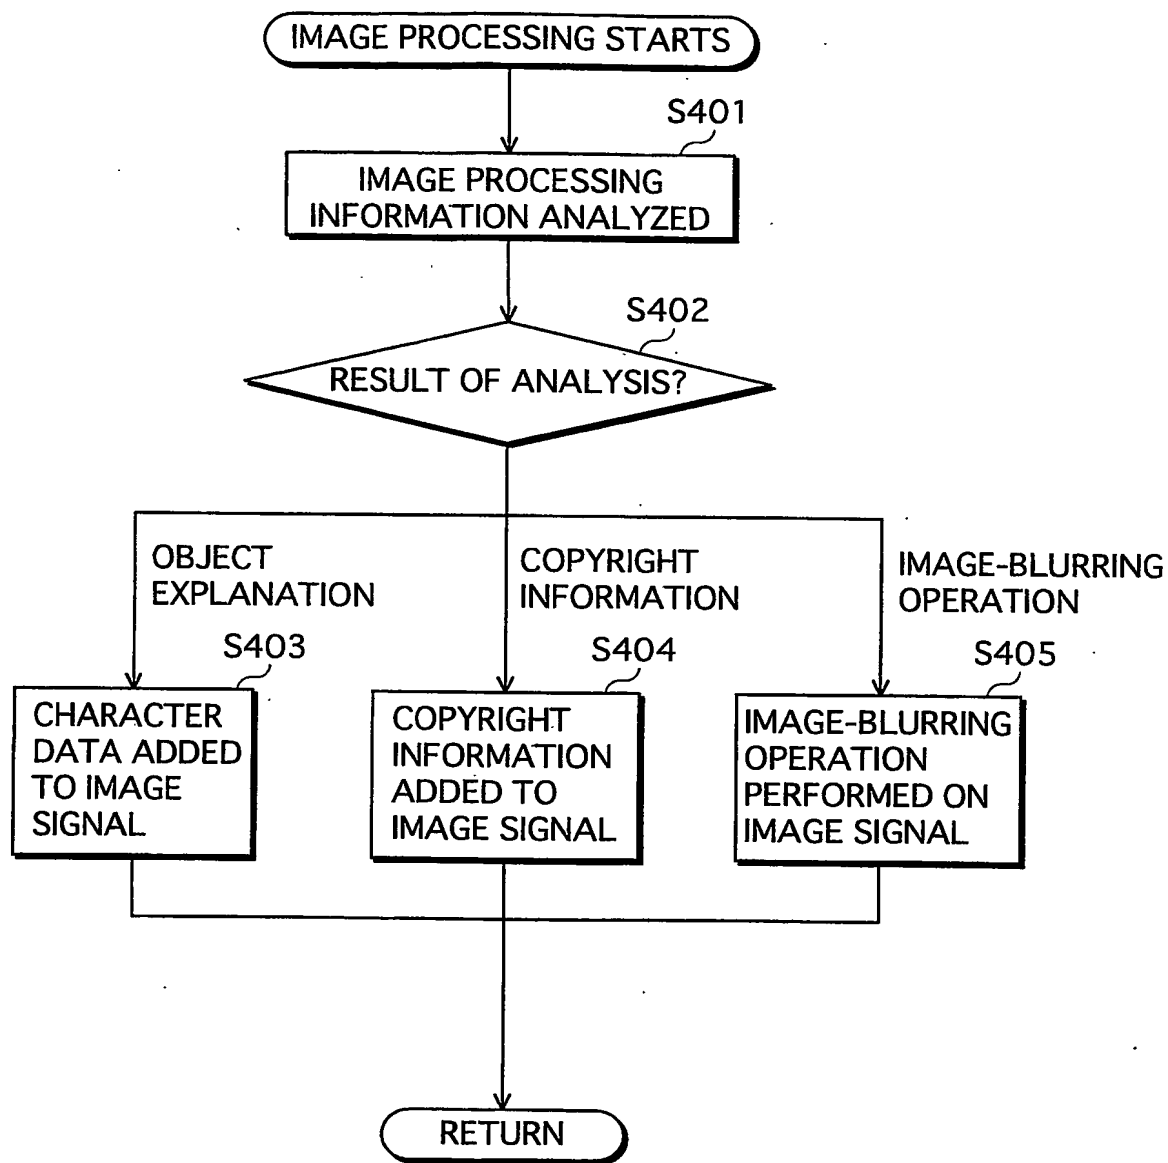 IMAGE PROCESSING STARTS
S401
IMAGE PROCESSING
INFORMATION ANALYZED
S402
RESULT OF ANALYSIS?
OBJECT
EXPLANATION
COPYRIGHT
INFORMATION
IMAGE-BLURRING
OPERATION
S403
CHARACTER
DATA ADDED
TO IMAGE
SIGNAL
S404
COPYRIGHT
INFORMATION
ADDED TO
IMAGE SIGNAL
S405
IMAGE-BLURRING
OPERATION
PERFORMED ON
IMAGE SIGNAL
RETURN